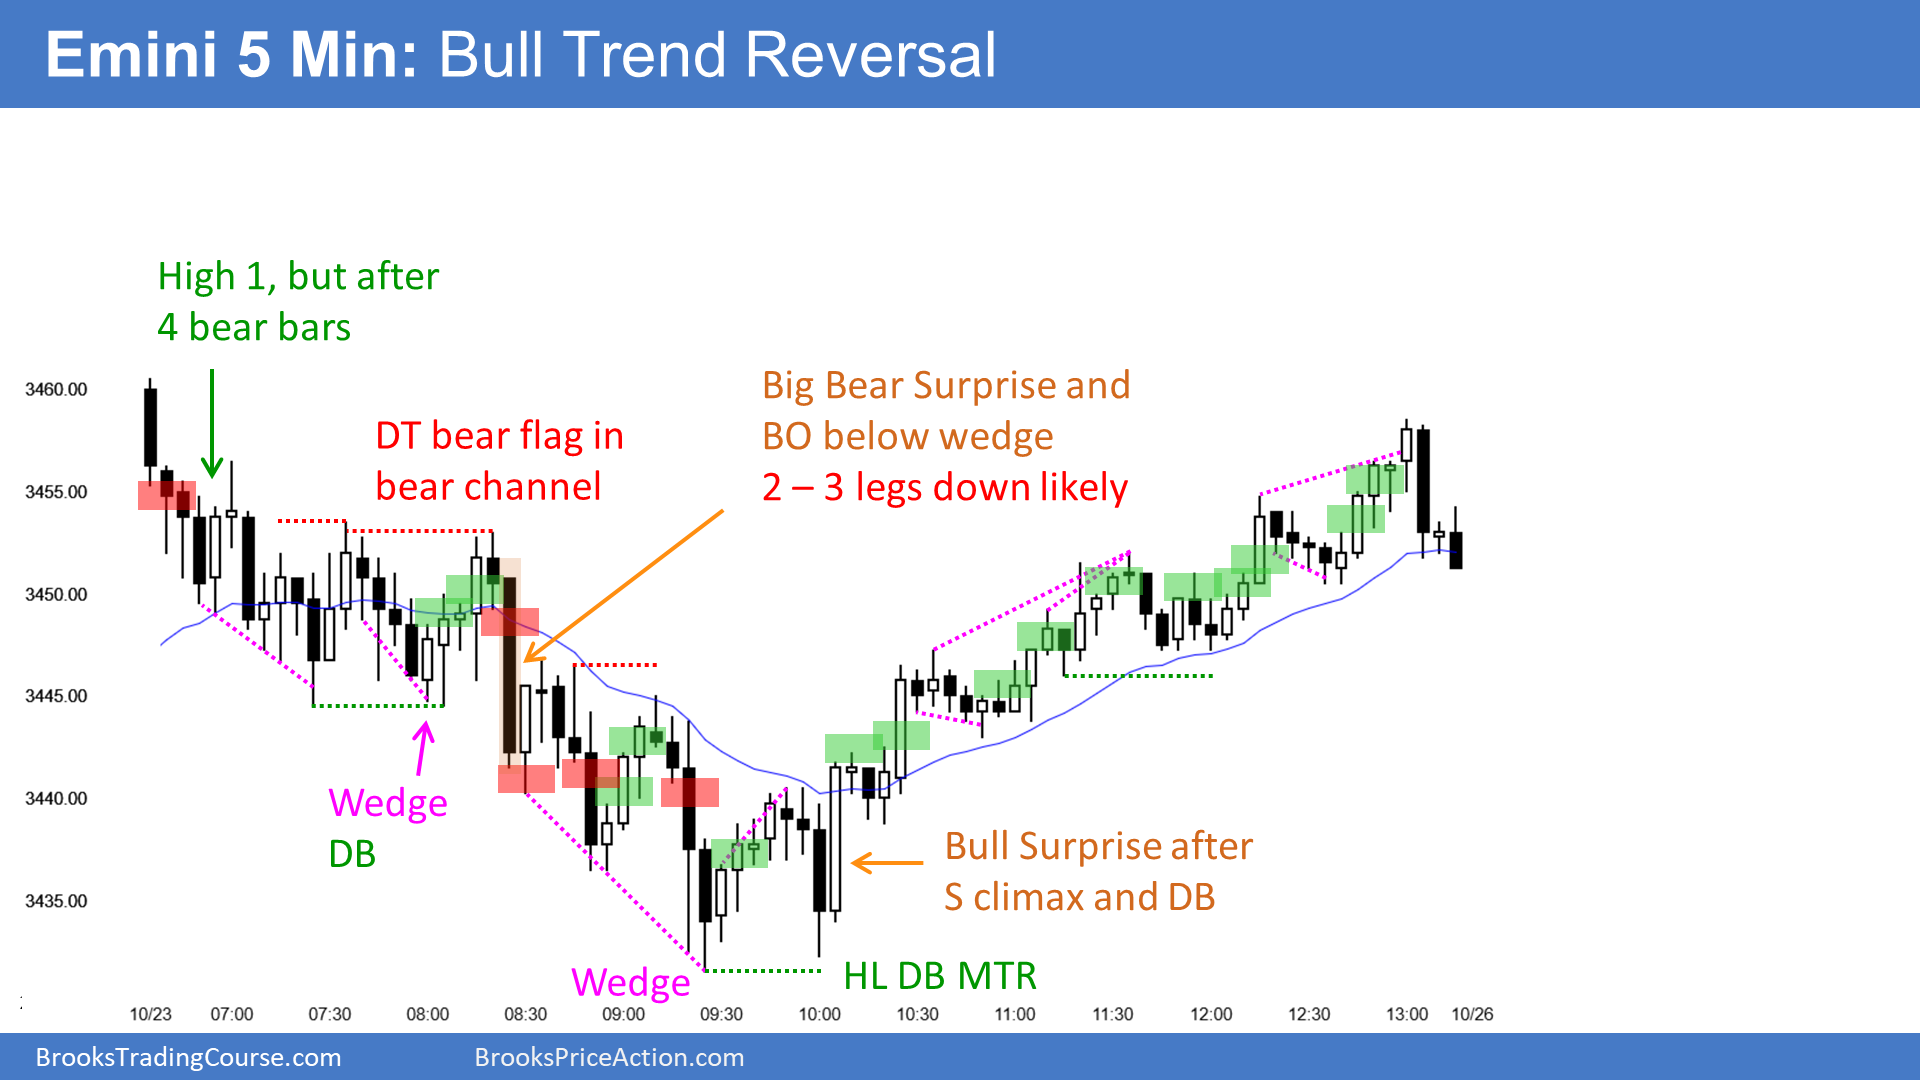 Emini 5 Min: Bull Trend Reversal
High 1, but after
4 bear bars
DT bear flag in
bear channel
Big Bear Surprise and
BO below wedge
2 – 3 legs down likely
3460.00
3455.00
3450.00
3445.00
3440.00
3435.00
Wedge
DB
Bull Surprise after
S climax and DB
Wedge
HL DB MTR
10/23 07:00 07:30 08:00 08:30 09:00 09:30 10:00 10:30 11:00 11:30 12:00 12:30 13:00 10/26
BrooksTradingCourse.com BrooksPriceAction.com